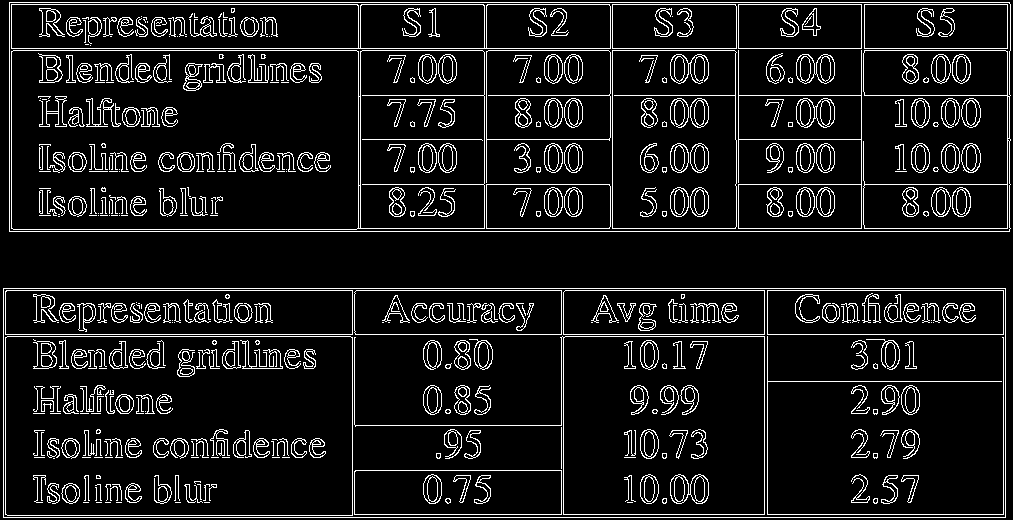 Representation S1 S2 S3 S4 S5
Blended gridlines 7.00 7.00 7.00 6.00 8.00
Halftone 7.75 8.00 8.00 7.00 10.00
Isoline confidence 7.00 3.00 6.00 9.00 10.00
Isoline blur 8.25 7.00 5.00 8.00 8.00
Representation Accuracy Avg time Confidence
Blended gridlines 0.80 10.17 3.01
Halftone 0.85 9.99 2.90
Isoline confidence .95 10.73 2.79
Isoline blur 0.75 10.00 2.57